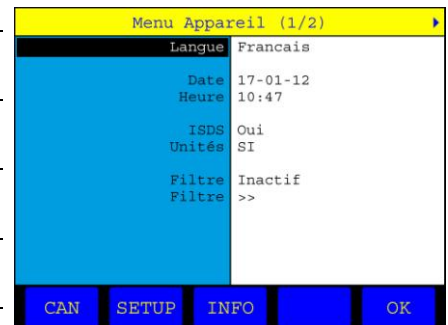 Menu Appareil (1/2)
Langue Francais
Date 17-01-12
Heure 10:47
ISDS Oui
Unités SI
Filtre Inactif
Filtre >>
CAN SETUP INFO OK